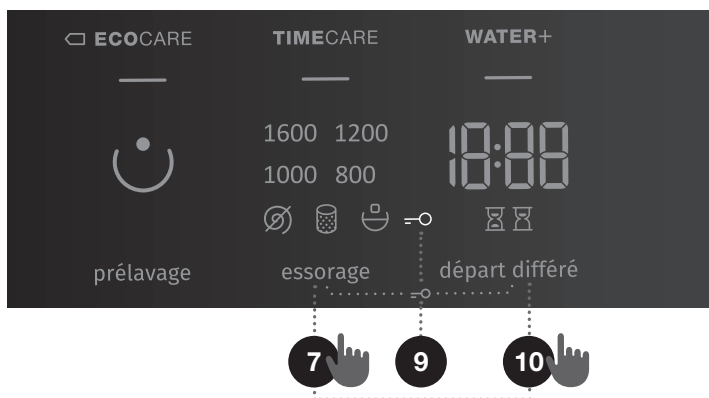 ECOCARE TIMECARE WATER+
1600 1200 18:88
1000 800
prélavage essorage départ différé
7 9 10